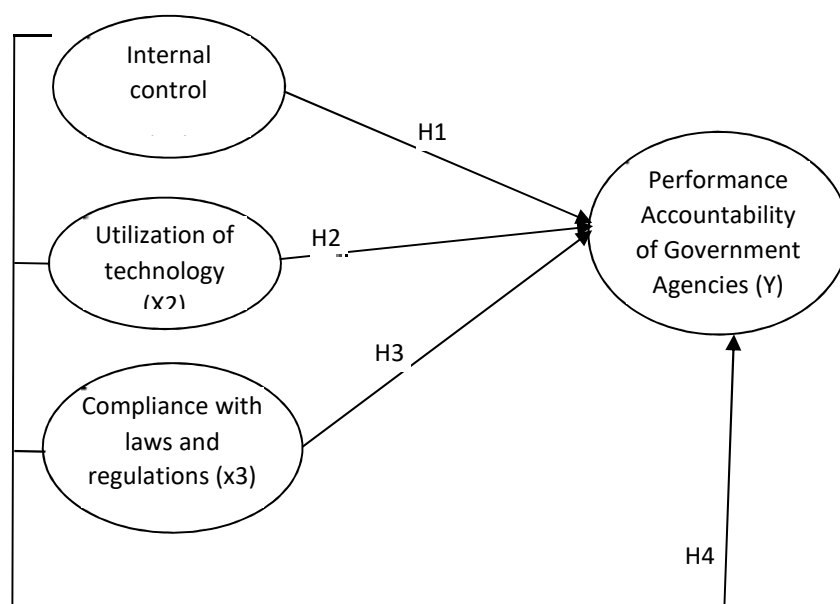 Internal
control
H1
Utilization of
technology
(X2)
H2
Compliance with
laws and
regulations (x3)
H3
Performance
Accountability
of Government
Agencies (Y)
H4